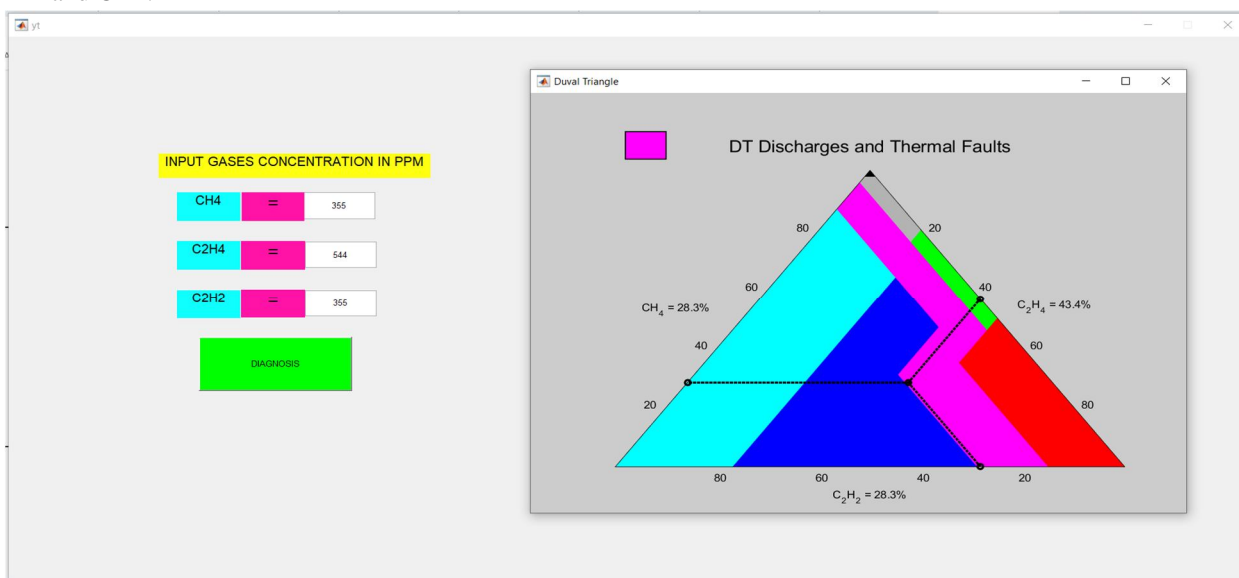 yt
INPUT GASES CONCENTRATION IN PPM
CH4 = 355
C2H4 = 544
C2H2 = 355
DIAGNOSIS
Duval Triangle
DT Discharges and Thermal Faults
80 20
60 40
CH4 = 28.3% C2H4 = 43.4%
40 60
20 80
80 60 40 20
C2H2 = 28.3%